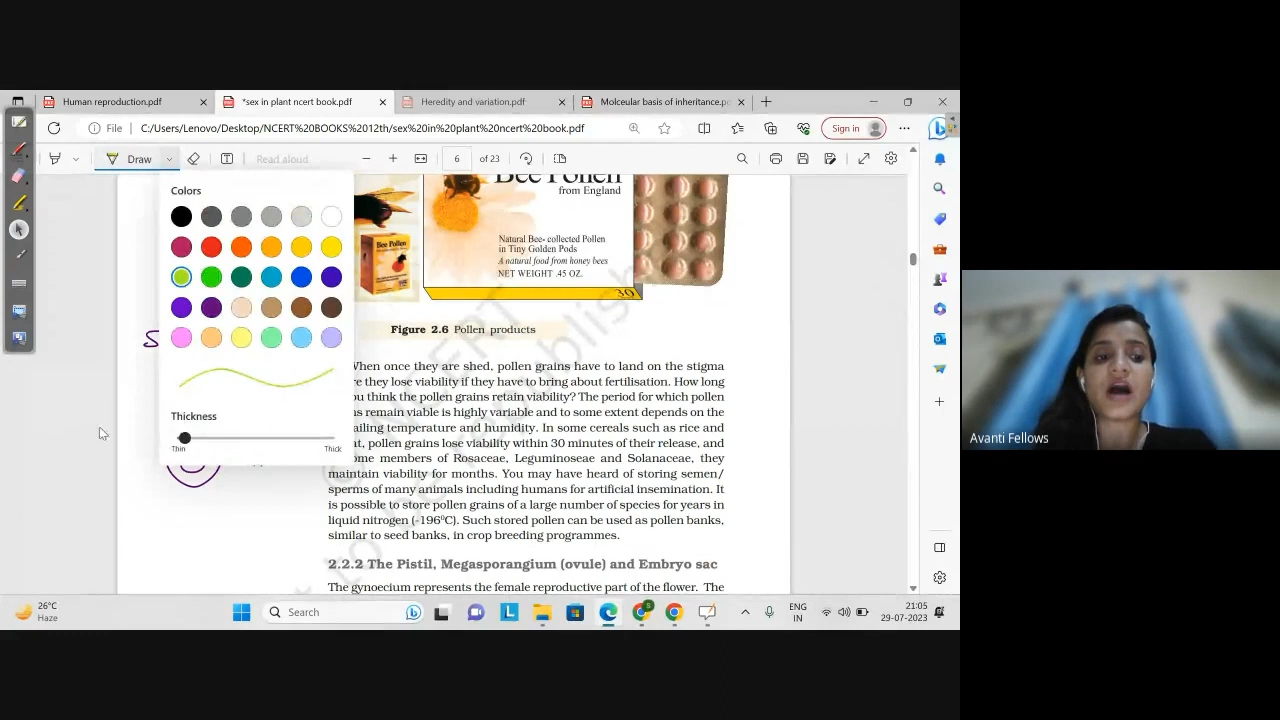 Human reproduction.pdf
*sex in plant ncert book.pdf
Heredity and variation.pdf
Molceular basis of inheritance.p
File
C:/Users/Lenovo/Desktop/NCERT%20BOOKS%2012th/sex%20in%20plant%20ncert%20book.pdf
Sign in
Draw
Read aloud
6 of 23
Colors
Thickness
Thin
Thick
Bee Pollen
from England
Natural Bee- collected Pollen
in Tiny Golden Pods
A natural food from honey bees
NET WEIGHT .45 OZ.
30
Bee Pollen
Figure 2.6 Pollen products
When once they are shed, pollen grains have to land on the stigma
re they lose viability if they have to bring about fertilisation. How long
ou think the pollen grains retain viability? The period for which pollen
ns remain viable is highly variable and to some extent depends on the
ailing temperature and humidity. In some cereals such as rice and
at, pollen grains lose viability within 30 minutes of their release, and
ome members of Rosaceae, Leguminoseae and Solanaceae, they
maintain viability for months. You may have heard of storing semen/
sperms of many animals including humans for artificial insemination. It
is possible to store pollen grains of a large number of species for years in
liquid nitrogen (-196°C). Such stored pollen can be used as pollen banks,
similar to seed banks, in crop breeding programmes.
2.2.2 The Pistil, Megasporangium (ovule) and Embryo sac
The gynoecium represents the female reproductive part of the flower. The
26°C
Haze
Search
ENG
IN
21:05
29-07-2023
Avanti Fellows